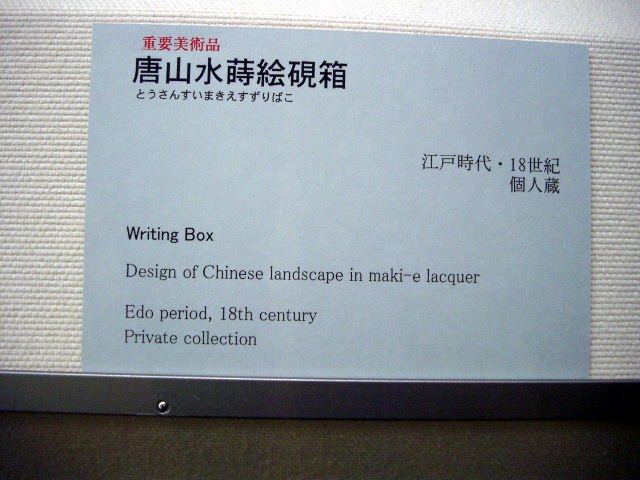 重要美術品
唐山水蒔絵硯箱
とうさんすいまきえすずりばこ
江戸時代・18世紀
個人蔵
Writing Box
Design of Chinese landscape in maki-e lacquer
Edo period, 18th century
Private collection